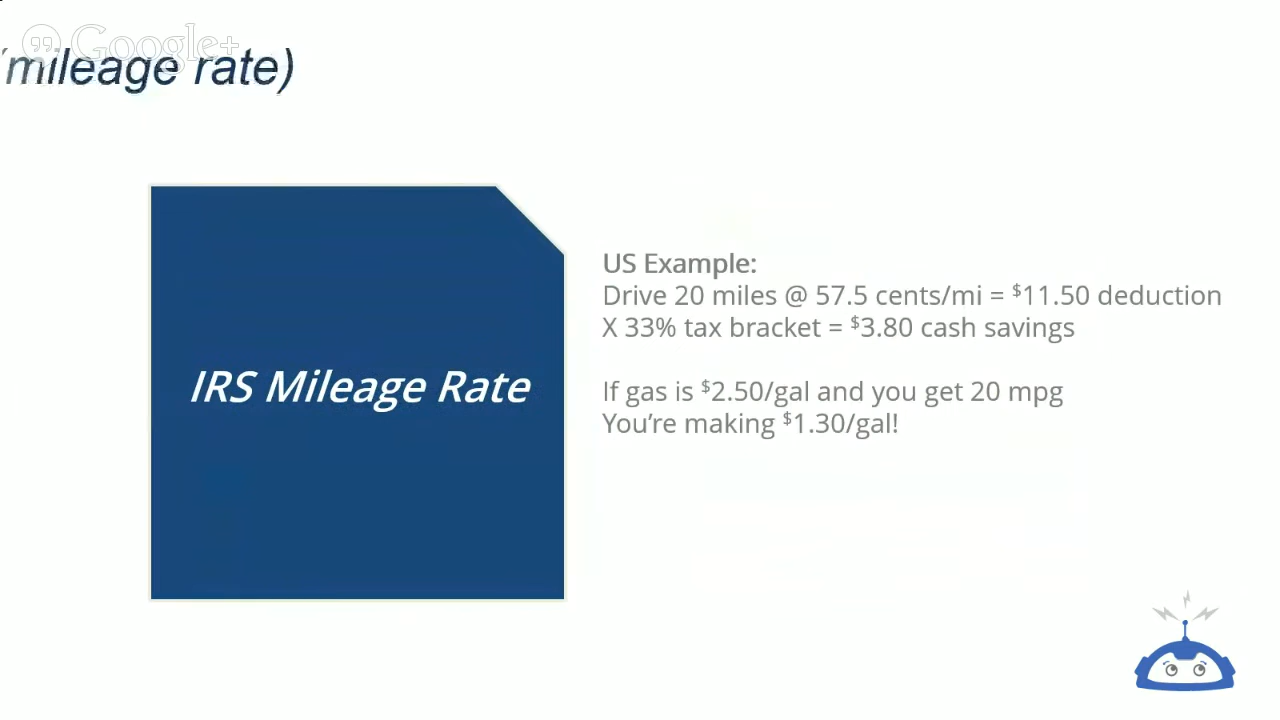 Google+
(mileage rate)
IRS Mileage Rate
US Example:
Drive 20 miles @ 57.5 cents/mi = $11.50 deduction
X 33% tax bracket = $3.80 cash savings
If gas is $2.50/gal and you get 20 mpg
You’re making $1.30/gal!